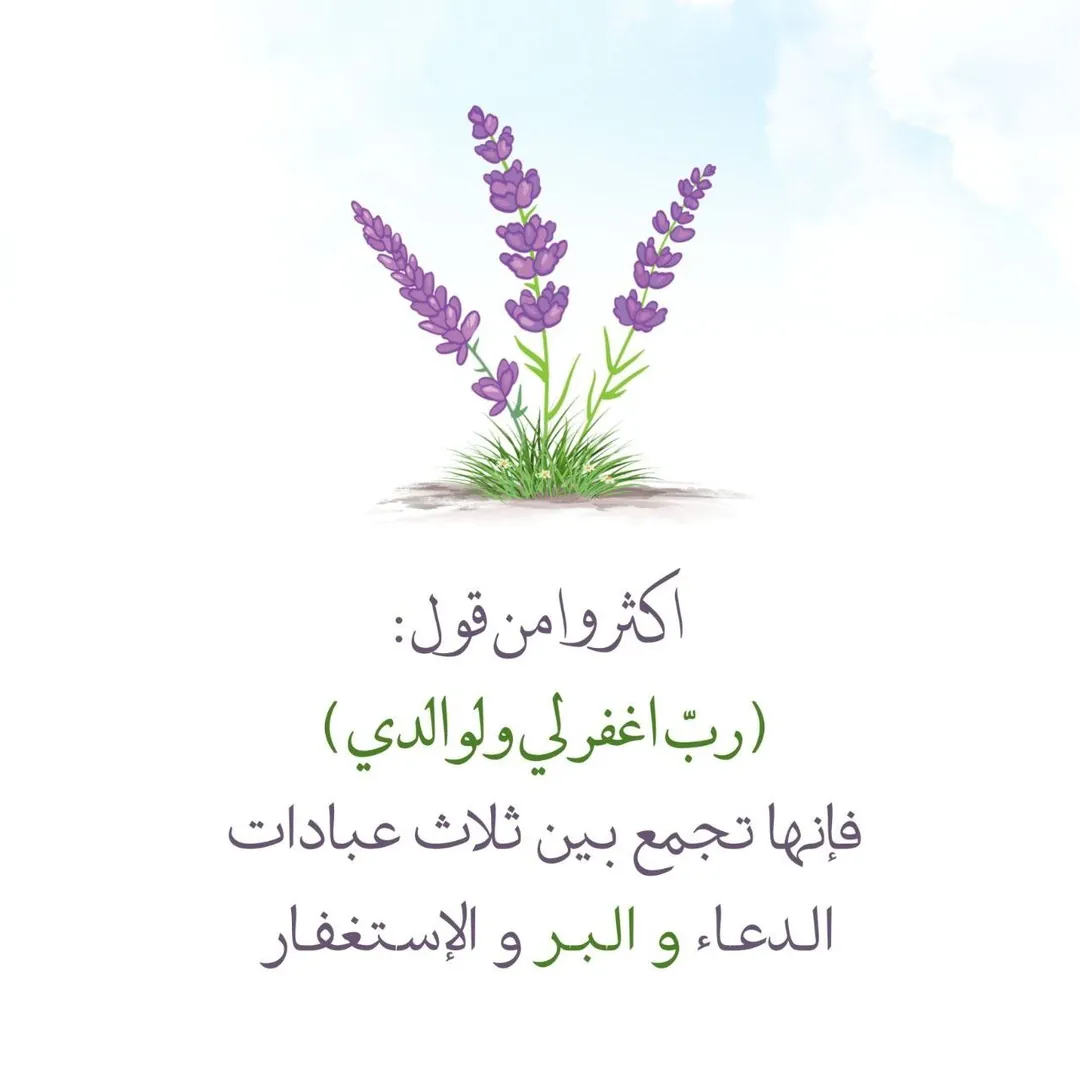 اكثروا من قول:
(ربّ اغفر لي ولوالدي)
فإنها تجمع بين ثلاث عبادات
الدعاء و البر و الإستغفار